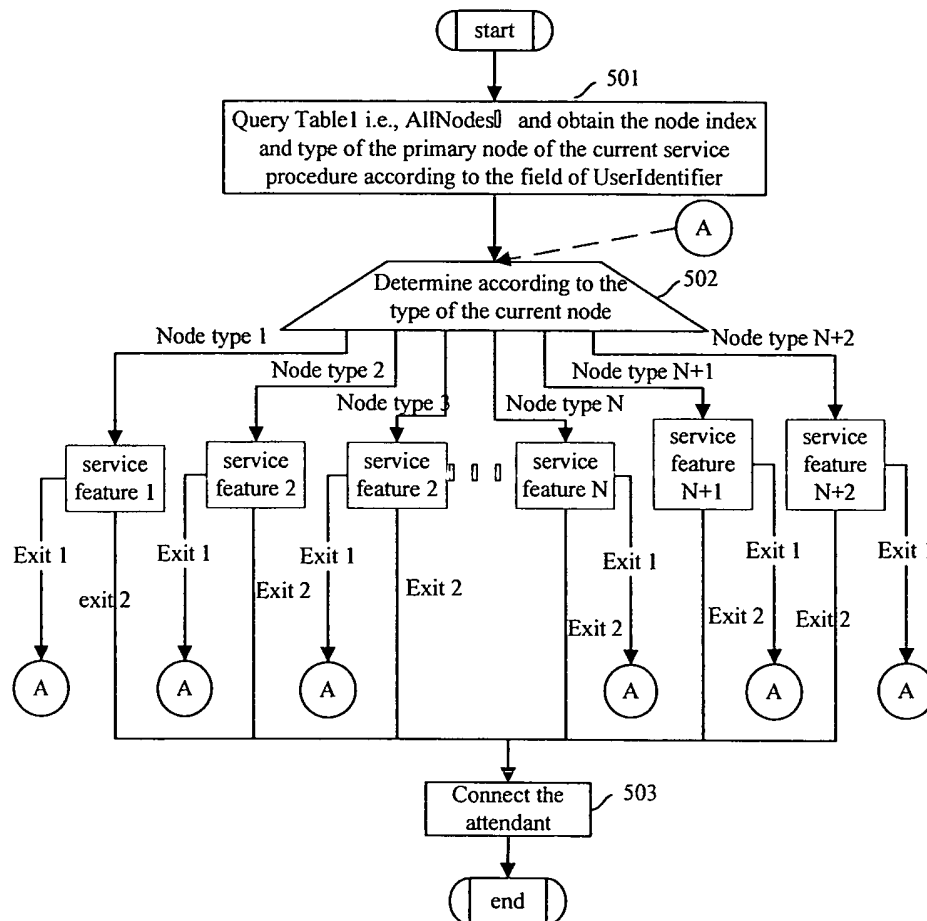 start
501
Query Table1 i.e., AllNodes and obtain the node index
and type of the primary node of the current service
procedure according to the field of UserIdentifier
A
Determine according to the
type of the current node
502
Node type 1
Node type 2
Node type 3
Node type N
Node type N+1
Node type N+2
service
feature 1
service
feature 2
service
feature 2
service
feature N
service
feature
N+1
service
feature
N+2
Exit 1
Exit 1
Exit 1
Exit 1
Exit 1
Exit 1
exit 2
Exit 2
Exit 2
Exit 2
Exit 2
Exit 2
A
A
A
A
A
A
Connect the
attendant
503
end